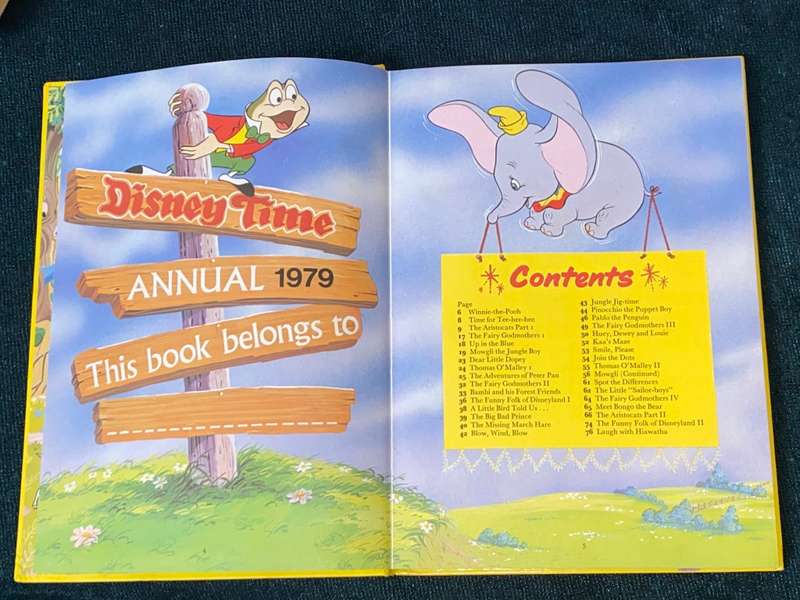 Disney Time
ANNUAL 1979
This book belongs to
Contents
Page
6 Winnie-the-Pooh
8 Time for Tee-hee-hee
9 The Aristocats Part 1
17 The Fairy Godmothers 1
18 Up in the Blue
19 Mowgli the Jungle Boy
23 Dear Little Dopey
24 Thomas O'Malley 1
25 The Adventures of Peter Pan
32 The Fairy Godmothers II
33 Bambi and his Forest Friends
36 The Funny Folk of Disneyland I
38 A Little Bird Told Us . . .
39 The Big Bad Prince
40 The Missing March Hare
42 Blow, Wind, Blow
43 Jungle Jig-time
44 Pinocchio the Puppet Boy
46 Pablo the Penguin
49 The Fairy Godmothers III
50 Huey, Dewey and Louie
52 Kaa's Maze
53 Smile, Please
54 Join the Dots
55 Thomas O'Malley II
56 Mowgli (Continued)
61 Spot the Differences
62 The Little "Sailor-boys"
64 The Fairy Godmothers IV
65 Meet Bongo the Bear
66 The Aristocats Part II
74 The Funny Folk of Disneyland II
76 Laugh with Hiawatha
5